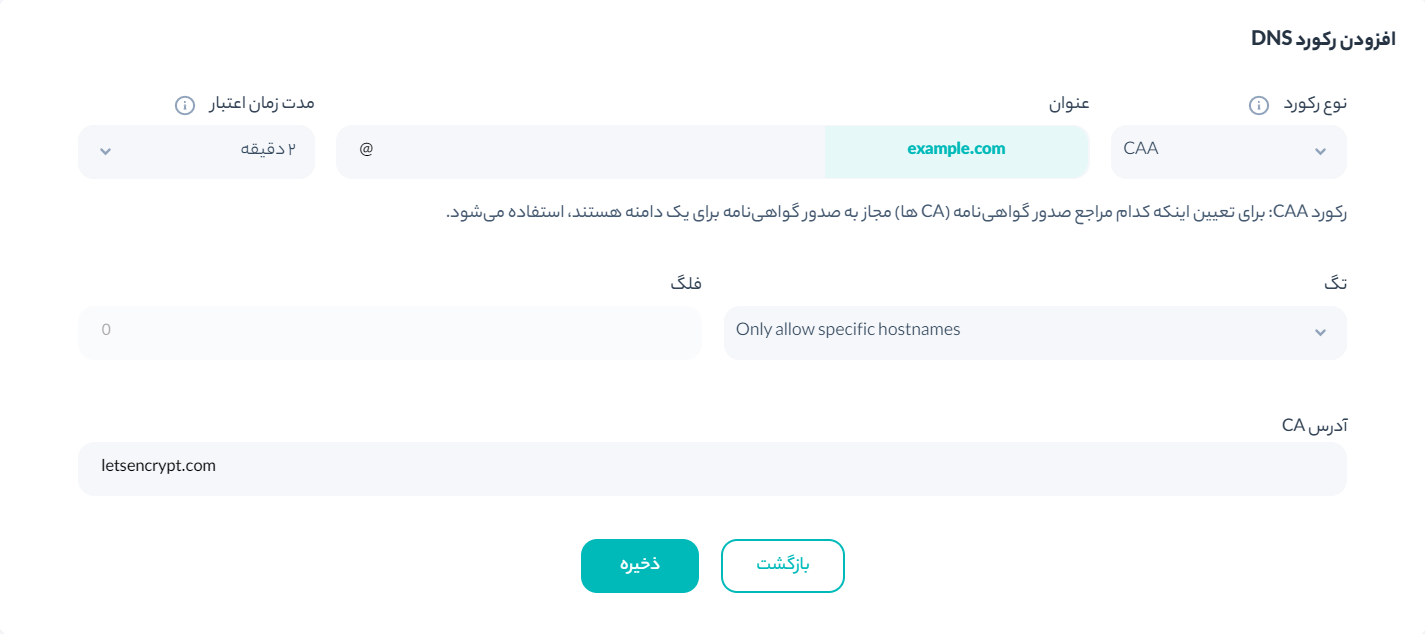 افزودن رکورد DNS
نوع رکورد
عنوان
مدت زمان اعتبار
CAA
example.com
@
۲ دقیقه
رکورد CAA: برای تعیین اینکه کدام مراجع صدور گواهی‌نامه (CA ها) مجاز به صدور گواهی‌نامه برای یک دامنه هستند، استفاده می‌شود.
تگ
فلگ
Only allow specific hostnames
0
آدرس CA
letsencrypt.com
بازگشت
ذخیره